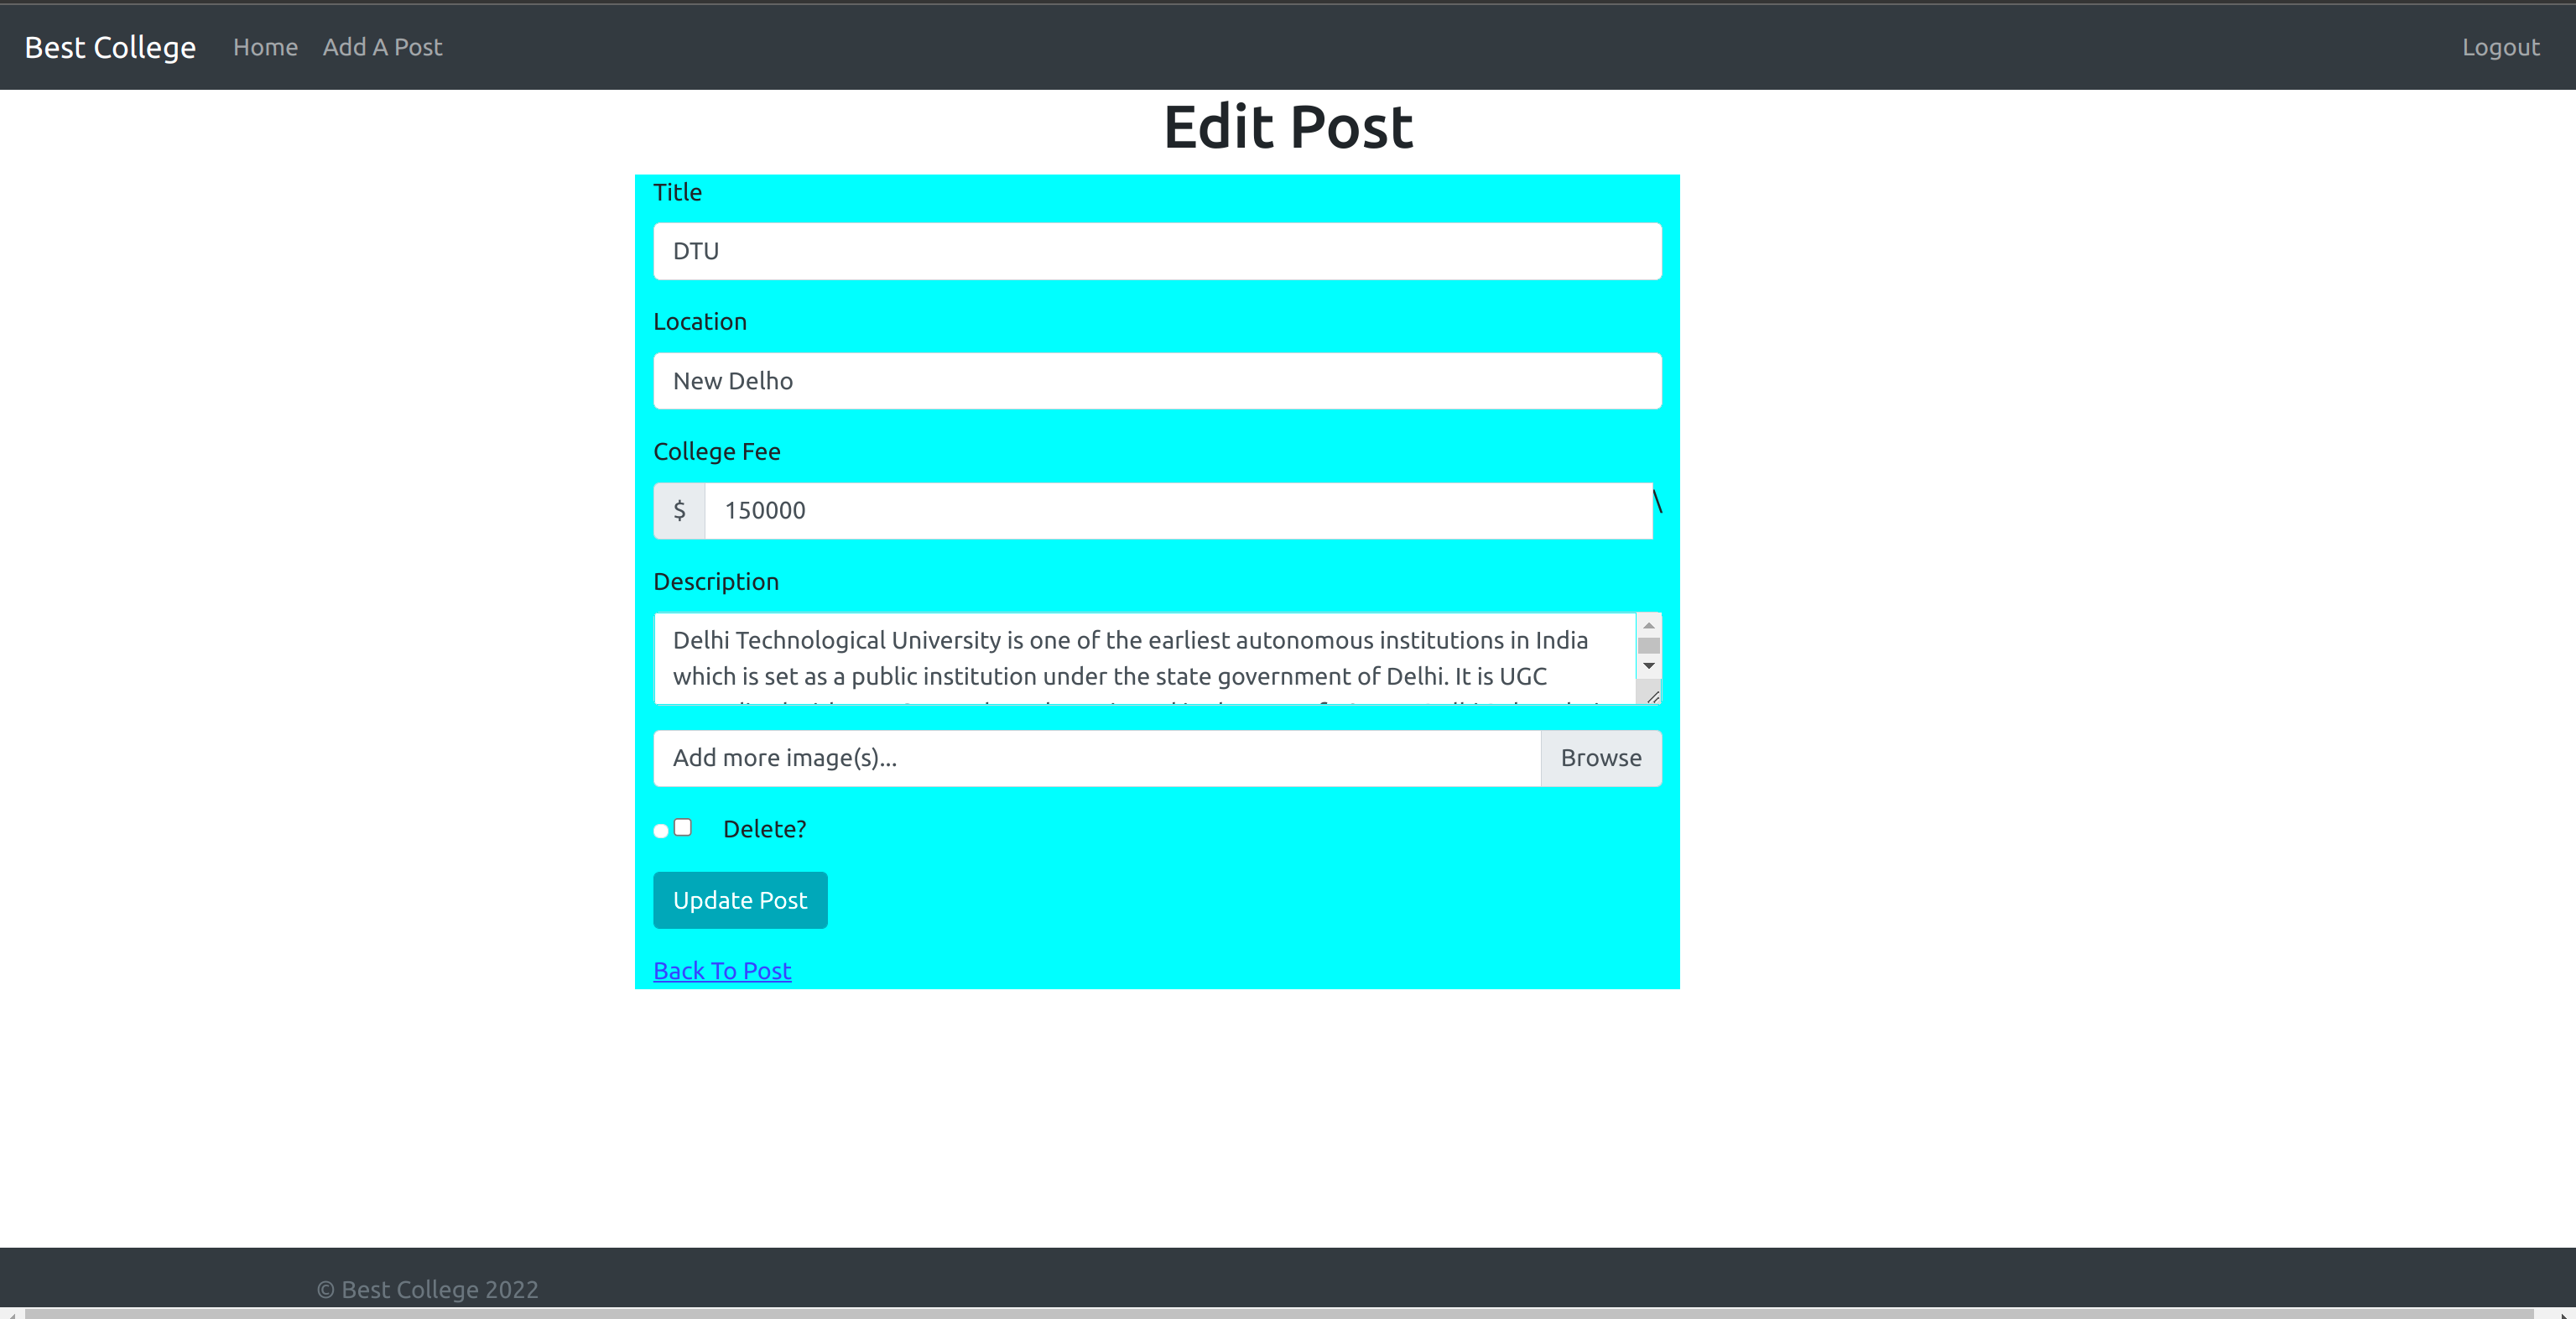 Best College Home Add A Post Logout
Edit Post
Title
DTU
Location
New Delho
College Fee
$ 150000 \
Description
Delhi Technological University is one of the earliest autonomous institutions in India
which is set as a public institution under the state government of Delhi. It is UGC
Add more image(s)... Browse
Delete?
Update Post
Back To Post
© Best College 2022